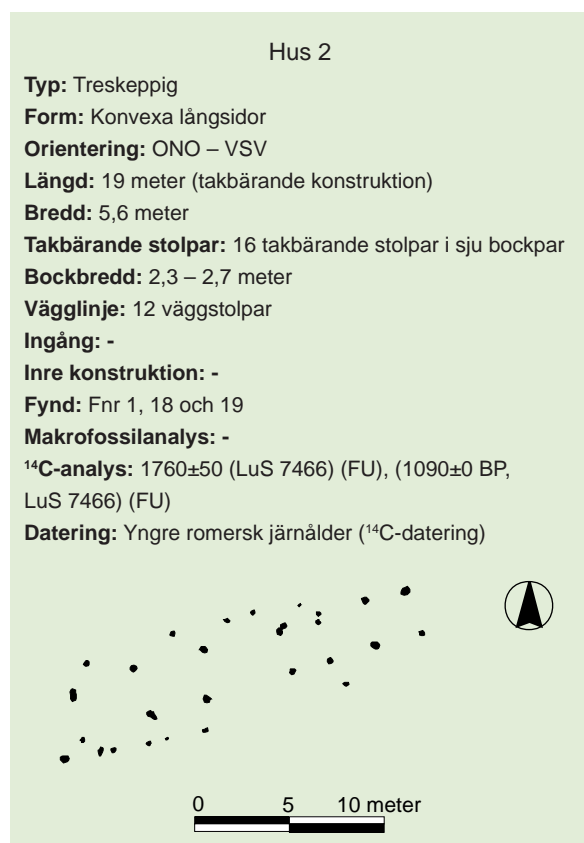 Hus 2
Typ: Treskeppig
Form: Konvexa långsidor
Orientering: ONO – VSV
Längd: 19 meter (takbärande konstruktion)
Bredd: 5,6 meter
Takbärande stolpar: 16 takbärande stolpar i sju bockpar
Bockbredd: 2,3 – 2,7 meter
Vägglinje: 12 väggstolpar
Ingång: -
Inre konstruktion: -
Fynd: Fnr 1, 18 och 19
Makrofossilanalys: -
¹⁴C-analys: 1760±50 (LuS 7466) (FU), (1090±0 BP,
LuS 7466) (FU)
Datering: Yngre romersk järnålder (¹⁴C-datering)
0 5 10 meter